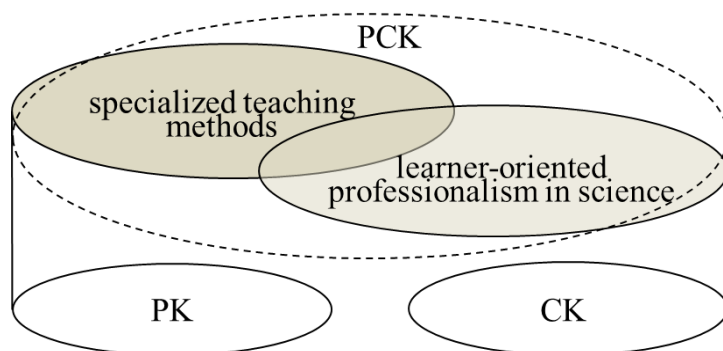 PCK
specialized teaching
methods
learner-oriented
professionalism in science
PK
CK